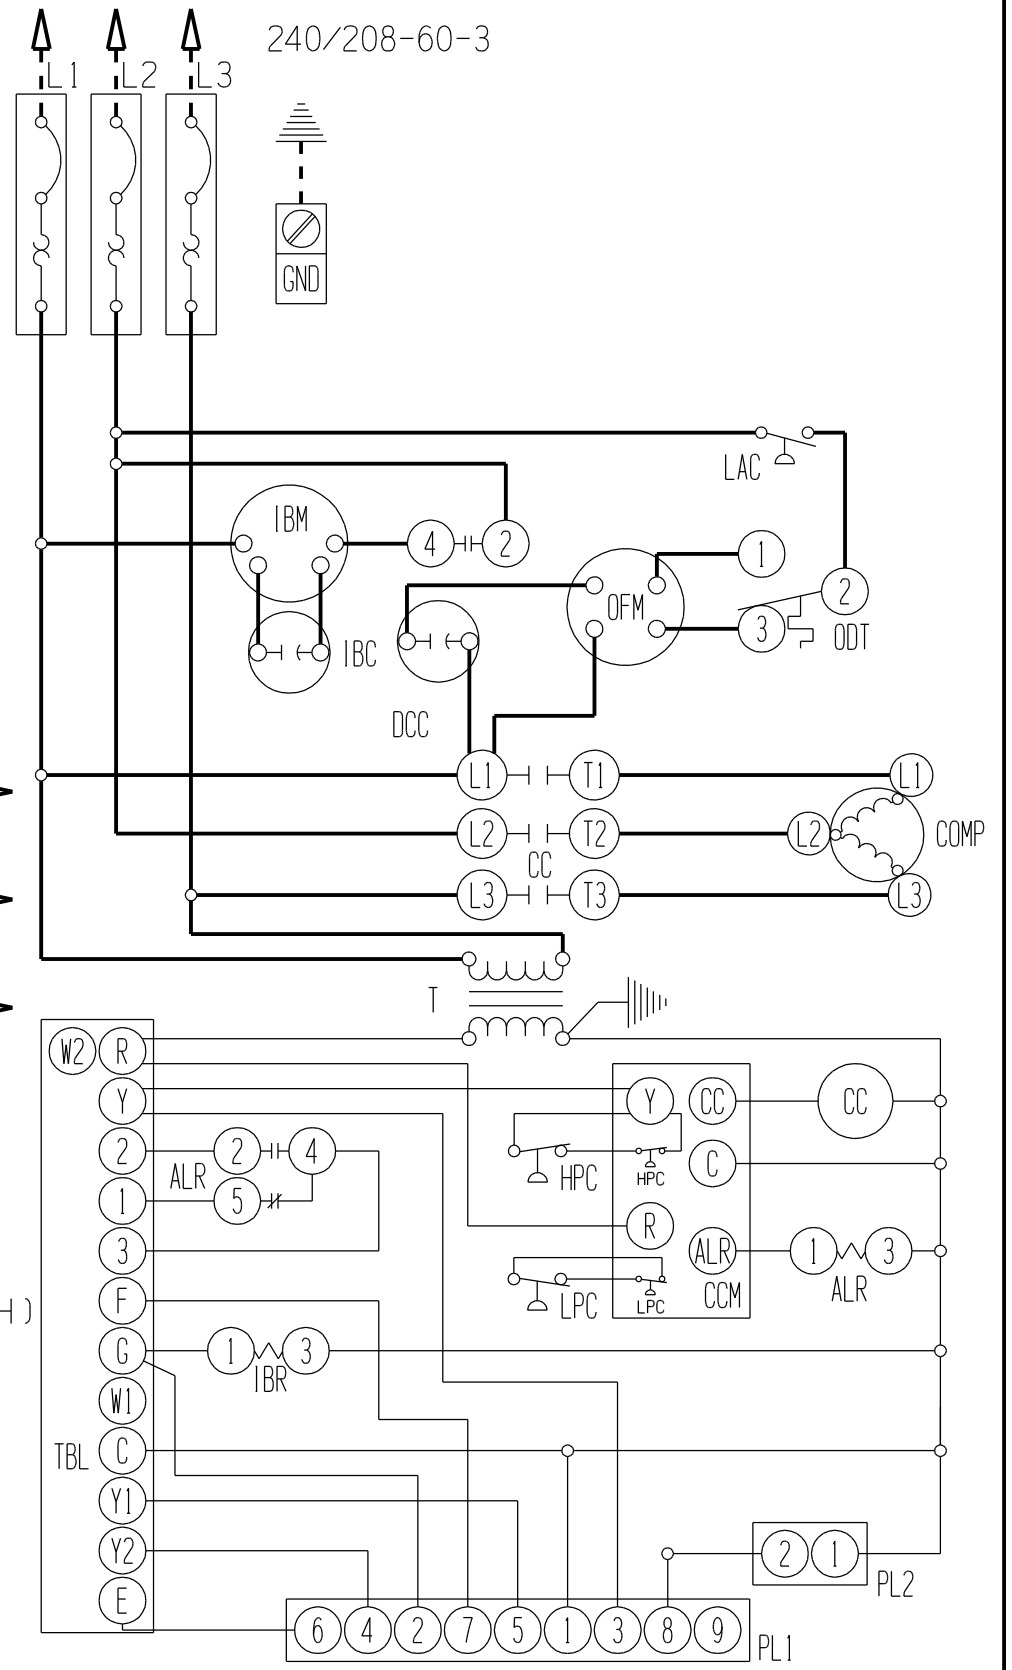 240/208-60-3
L1 L2 L3
GND
LAC
IBM
4 2
1
OFM
2
3
ODT
IBC
DCC
L1 T1 L1
L2 T2 L2 COMP
CC
L3 T3 L3
T
W2 R
Y Y CC CC
2 2 4
ALR
HPC HPC C
1 5
R
3 ALR 1 3
CCM ALR
LPC LPC
F
H)
G 1 3
IBR
W1
TBL C
Y1
Y2 2 1
PL2
E
6 4 2 7 5 1 3 8 9
PL1